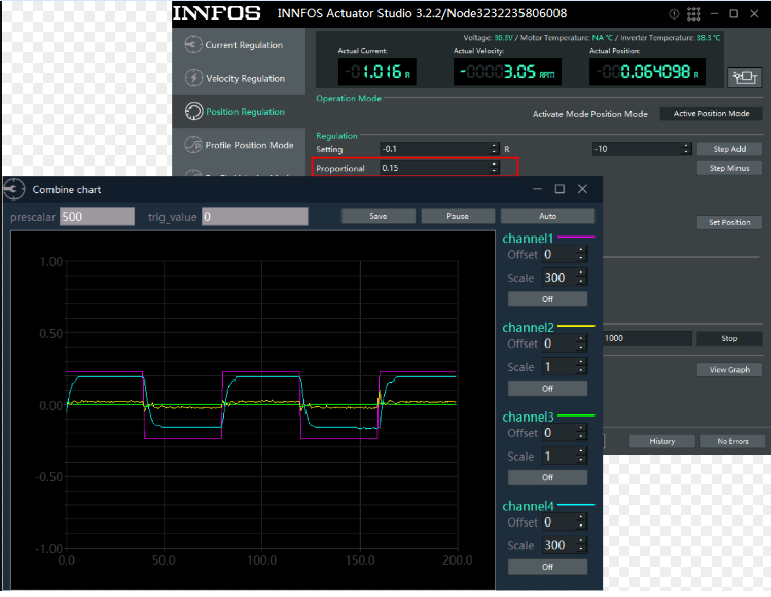 INNFOS INNFOS Actuator Studio 3.2.2/Node3232235806008
Voltage: 30.3V / Motor Temperature: NA °C / Inverter Temperature: 38.3 °C
Current Regulation
Velocity Regulation
Position Regulation
Profile Position Mode
Actual Current: Actual Velocity: Actual Position:
-01.016 A -00003.05 RPM -000.064098 R
Operation Mode
Activate Mode Position Mode Active Position Mode
Regulation
Setting -0.1 R -10 Step Add
Proportional 0.15 Step Minus
Set Position
1000 Stop
View Graph
History No Errors
Combine chart
prescalar 500 trig_value 0 Save Pause Auto
1.00
0.50
0.00
-0.50
-1.00
0.0 50.0 100.0 150.0 200.0
channel1
Offset 0
Scale 300
Off
channel2
Offset 0
Scale 1
Off
channel3
Offset 0
Scale 1
Off
channel4
Offset 0
Scale 300
Off